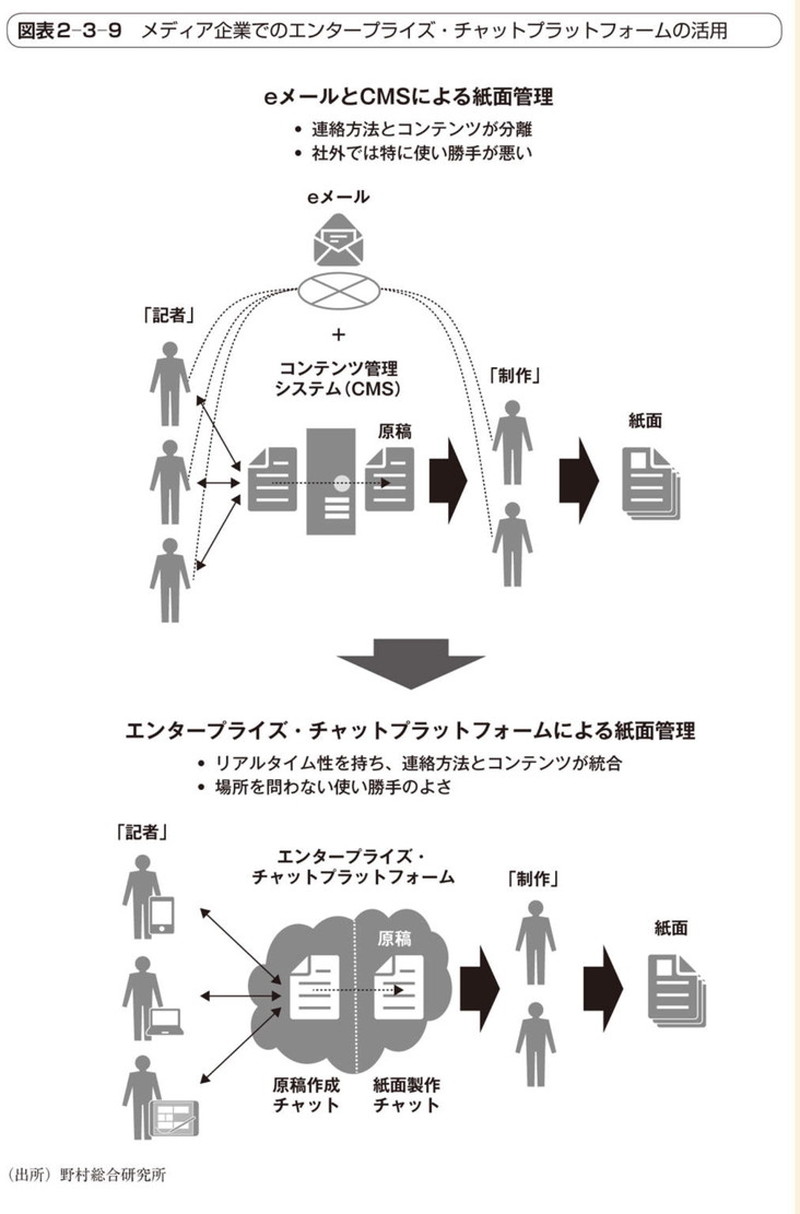 図表2-3-9 メディア企業でのエンタープライズ・チャットプラットフォームの活用
eメールとCMSによる紙面管理
• 連絡方法とコンテンツが分離
• 社外では特に使い勝手が悪い
eメール
「記者」
+
コンテンツ管理
システム（CMS）
「制作」
原稿
紙面
エンタープライズ・チャットプラットフォームによる紙面管理
• リアルタイム性を持ち、連絡方法とコンテンツが統合
• 場所を問わない使い勝手のよさ
「記者」
エンタープライズ・
チャットプラットフォーム
「制作」
原稿
紙面
原稿作成
チャット
紙面製作
チャット
（出所）野村総合研究所